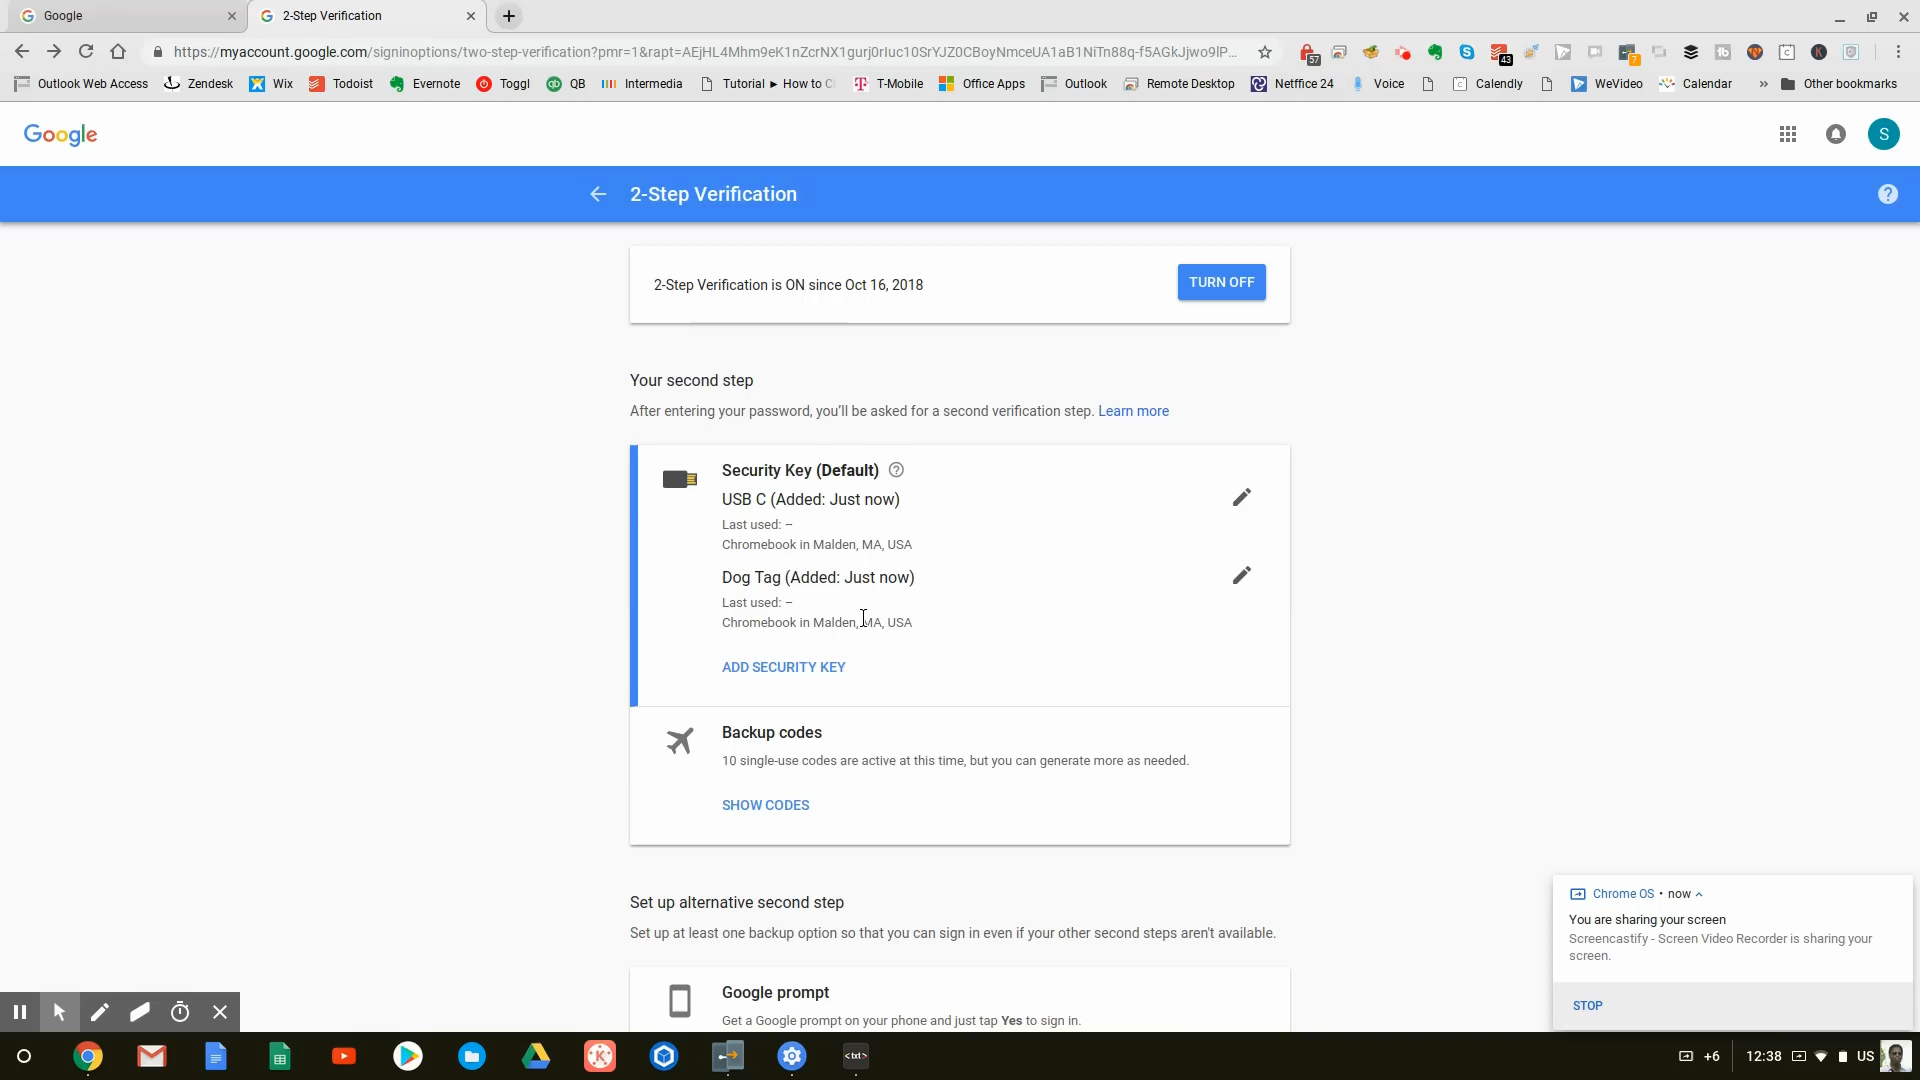 Google
2-Step Verification
https://myaccount.google.com/signinoptions/two-step-verification?pmr=1&rapt=AEjHL4Mhm9eK1nZcrNX1gurj0rIuc10SrYJZ0CBoyNmceUA1aB1NiTn88q-f5AGkJjwo9lP...
57
43
7
Outlook Web Access
Zendesk
Wix
Todoist
Evernote
Toggl
QB
Intermedia
Tutorial ► How to C
T-Mobile
Office Apps
Outlook
Remote Desktop
Netffice 24
Voice
Calendly
WeVideo
Calendar
»
Other bookmarks
Google
S
2-Step Verification
2-Step Verification is ON since Oct 16, 2018
TURN OFF
Your second step
After entering your password, you'll be asked for a second verification step. Learn more
Security Key (Default)
USB C (Added: Just now)
Last used: –
Chromebook in Malden, MA, USA
Dog Tag (Added: Just now)
Last used: –
Chromebook in Malden, MA, USA
ADD SECURITY KEY
Backup codes
10 single-use codes are active at this time, but you can generate more as needed.
SHOW CODES
Set up alternative second step
Set up at least one backup option so that you can sign in even if your other second steps aren't available.
Google prompt
Get a Google prompt on your phone and just tap Yes to sign in.
Chrome OS • now
You are sharing your screen
Screencastify - Screen Video Recorder is sharing your
screen.
STOP
K
<txt>
+6
12:38
US